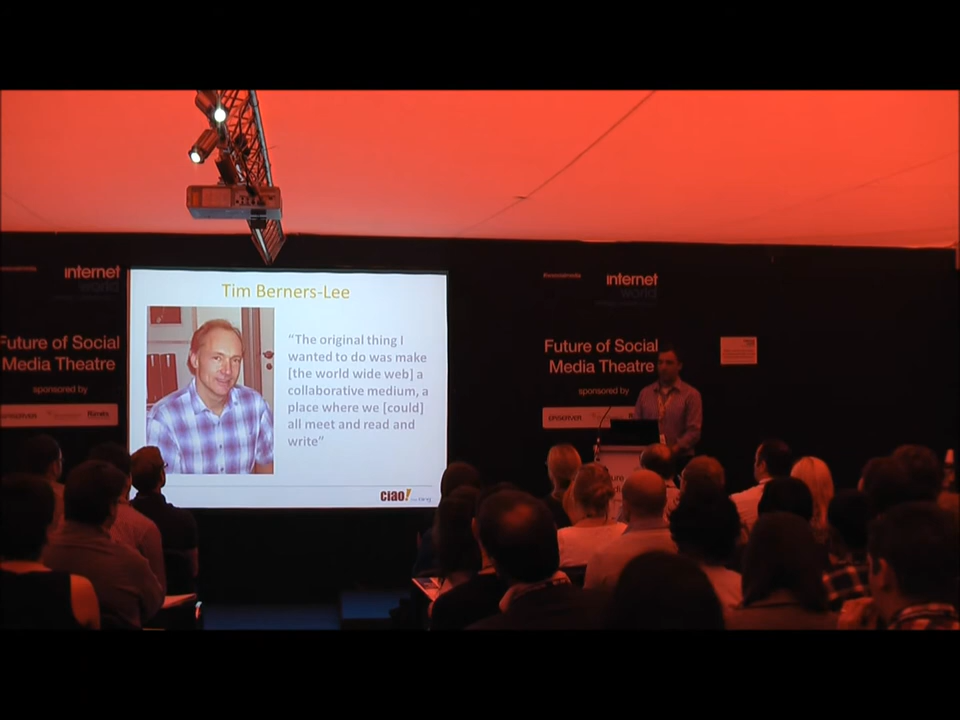 internet
world
Future of Social
Media Theatre
sponsored by
Tim Berners-Lee
“The original thing I
wanted to do was make
[the world wide web] a
collaborative medium, a
place where we [could]
all meet and read and
write”
ciao!
internet
world
Future of Social
Media Theatre
sponsored by
EPISERVER